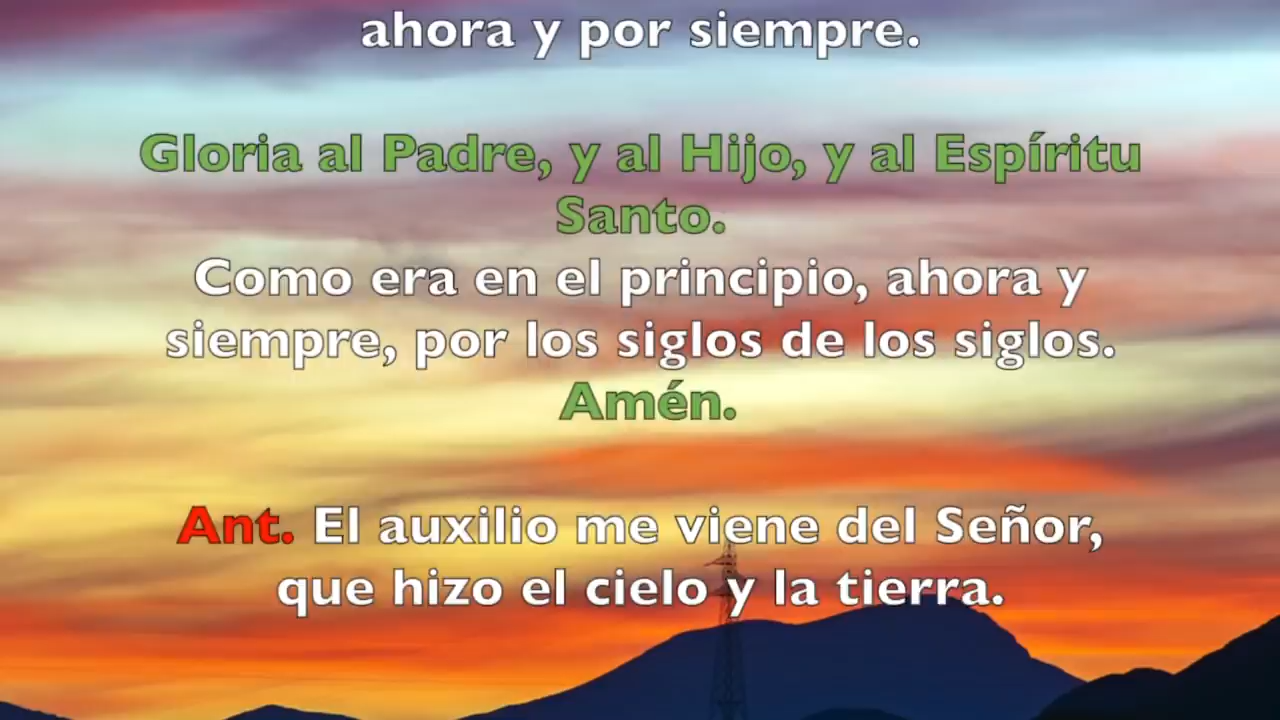 ahora y por siempre.
Gloria al Padre, y al Hijo, y al Espíritu
Santo.
Como era en el principio, ahora y
siempre, por los siglos de los siglos.
Amén.
Ant. El auxilio me viene del Señor,
que hizo el cielo y la tierra.